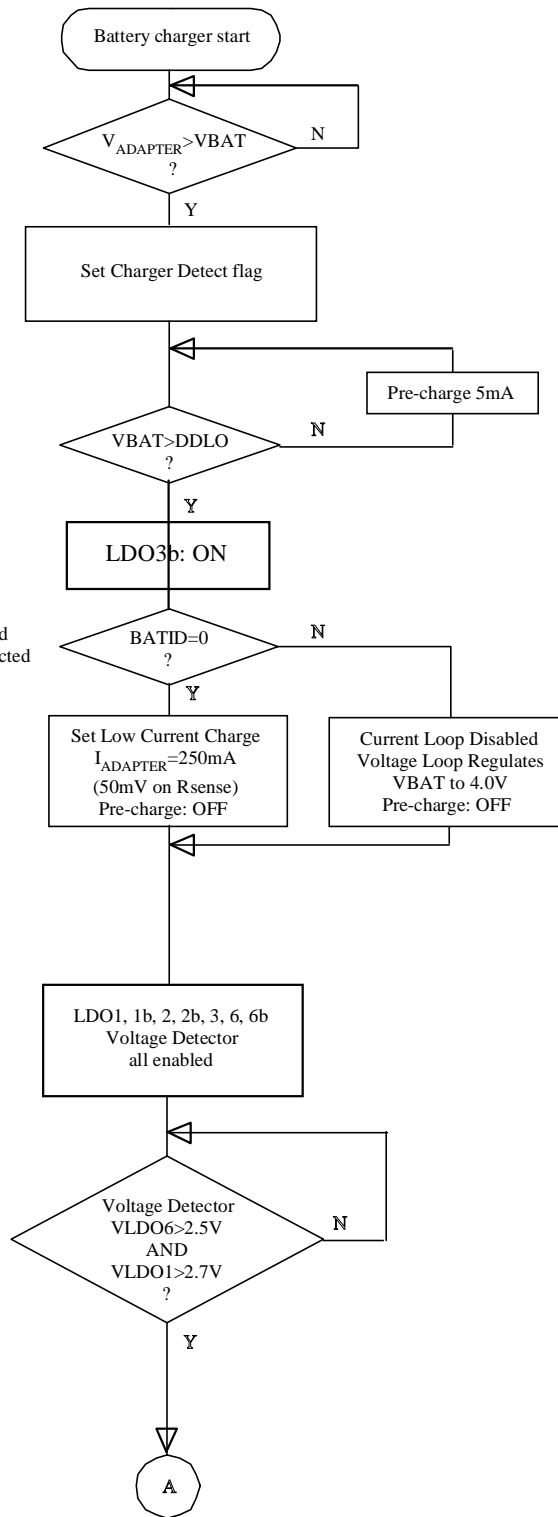 Battery charger start
V_ADAPTER>VBAT
?
N
Y
Set Charger Detect flag
Pre-charge 5mA
VBAT>DDLO
?
N
Y
LDO3b: ON
d
cted
BATID=0
?
N
Y
Set Low Current Charge
I_ADAPTER=250mA
(50mV on Rsense)
Pre-charge: OFF
Current Loop Disabled
Voltage Loop Regulates
VBAT to 4.0V
Pre-charge: OFF
LDO1, 1b, 2, 2b, 3, 6, 6b
Voltage Detector
all enabled
Voltage Detector
VLDO6>2.5V
AND
VLDO1>2.7V
?
N
Y
A